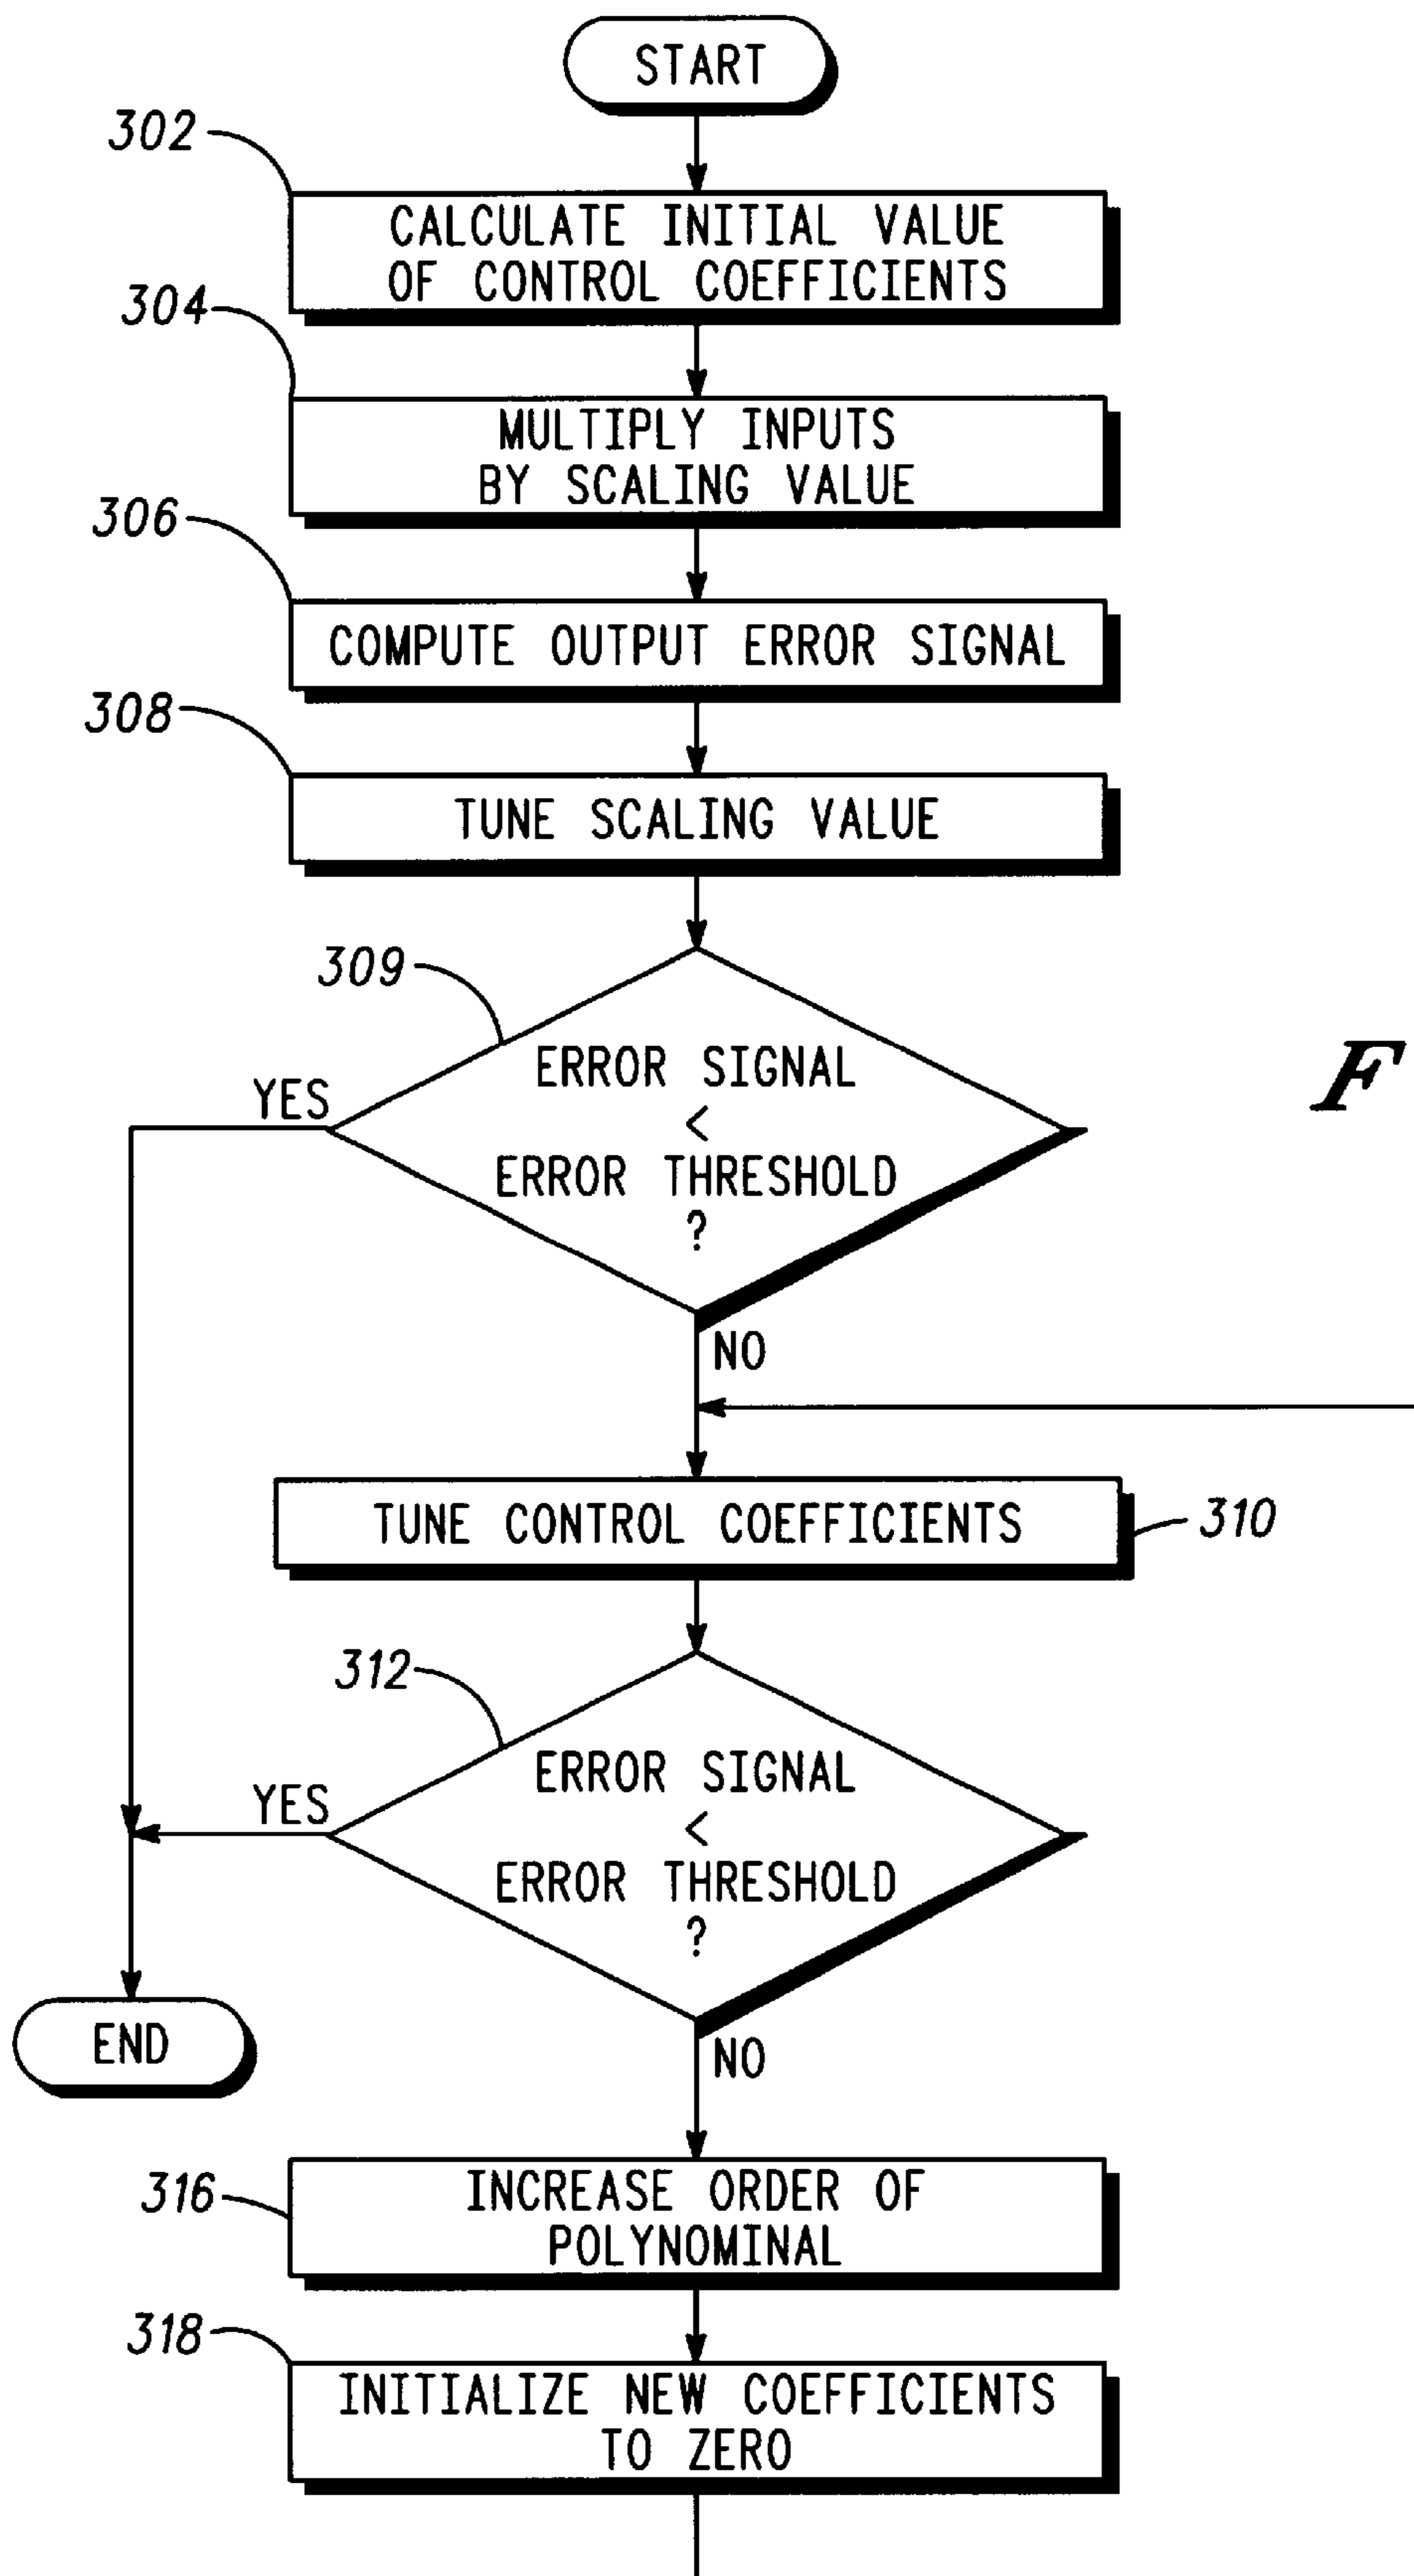 START
302
CALCULATE INITIAL VALUE
OF CONTROL COEFFICIENTS
304
MULTIPLY INPUTS
BY SCALING VALUE
306
COMPUTE OUTPUT ERROR SIGNAL
308
TUNE SCALING VALUE
309
ERROR SIGNAL
<
ERROR THRESHOLD
?
YES
F
NO
TUNE CONTROL COEFFICIENTS
310
312
ERROR SIGNAL
<
ERROR THRESHOLD
?
YES
END
NO
316
INCREASE ORDER OF
POLYNOMINAL
318
INITIALIZE NEW COEFFICIENTS
TO ZERO